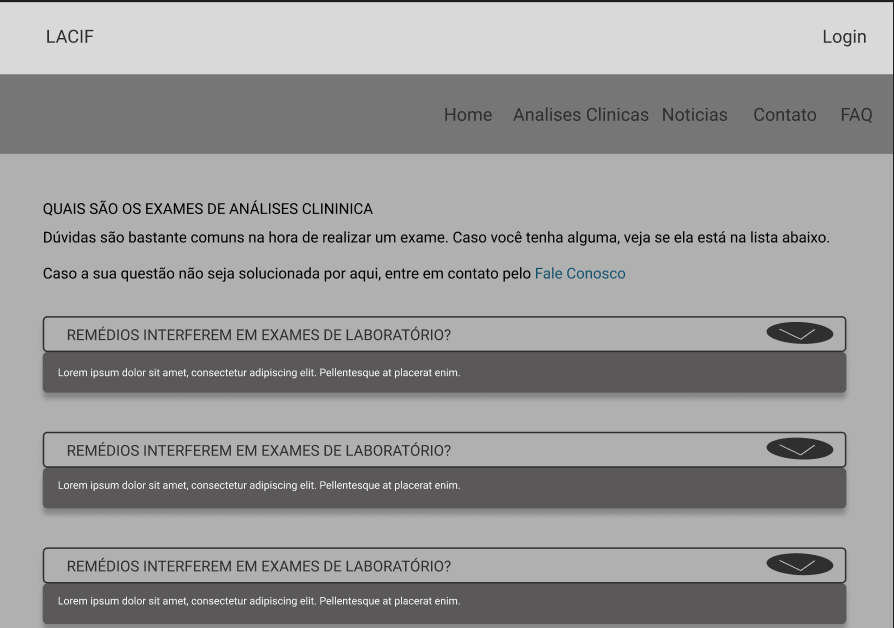 LACIF
Login
Home Analises Clinicas Noticias Contato FAQ
QUAIS SÃO OS EXAMES DE ANÁLISES CLININICA
Dúvidas são bastante comuns na hora de realizar um exame. Caso você tenha alguma, veja se ela está na lista abaixo.
Caso a sua questão não seja solucionada por aqui, entre em contato pelo Fale Conosco
REMÉDIOS INTERFEREM EM EXAMES DE LABORATÓRIO?
Lorem ipsum dolor sit amet, consectetur adipiscing elit. Pellentesque at placerat enim.
REMÉDIOS INTERFEREM EM EXAMES DE LABORATÓRIO?
Lorem ipsum dolor sit amet, consectetur adipiscing elit. Pellentesque at placerat enim.
REMÉDIOS INTERFEREM EM EXAMES DE LABORATÓRIO?
Lorem ipsum dolor sit amet, consectetur adipiscing elit. Pellentesque at placerat enim.